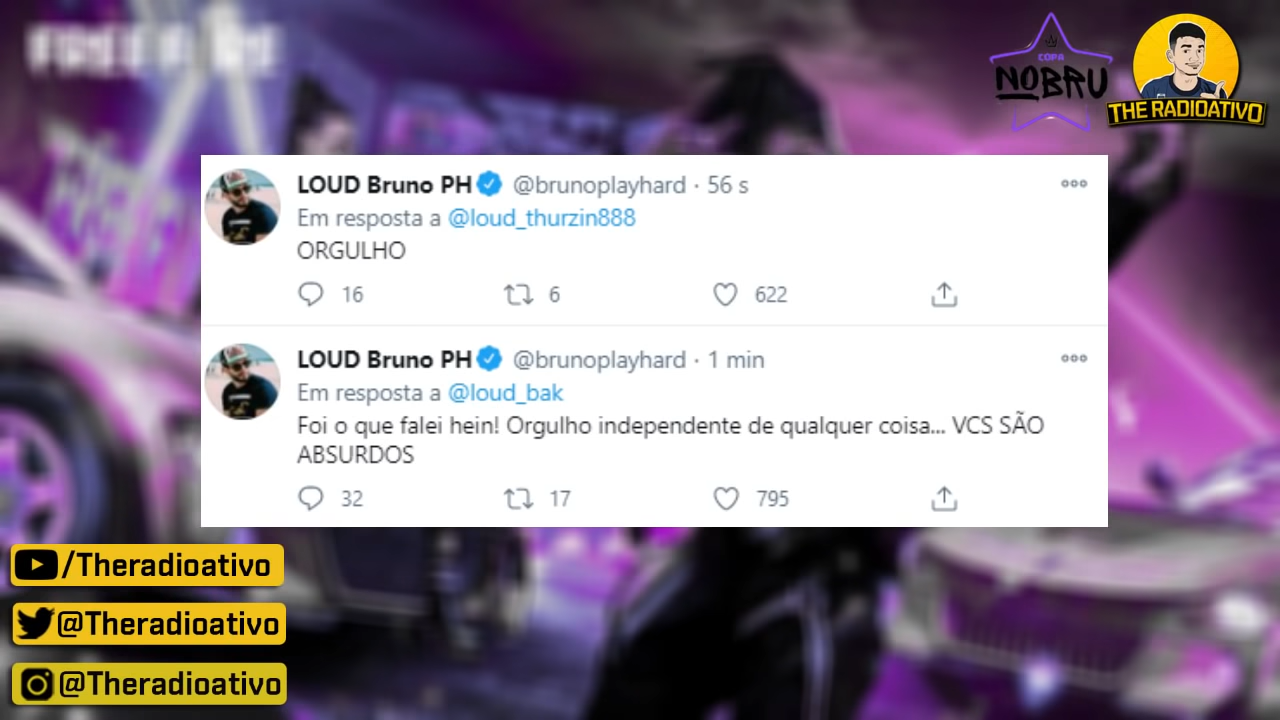 FREE FIRE
COPA
NOBRU
THE RADIOATIVO
LOUD Bruno PH @brunoplayhard · 56 s
Em resposta a @loud_thurzin888
ORGULHO
16 6 622
LOUD Bruno PH @brunoplayhard · 1 min
Em resposta a @loud_bak
Foi o que falei hein! Orgulho independente de qualquer coisa... VCS SÃO
ABSURDOS
32 17 795
/Theradioativo
@Theradioativo
@Theradioativo